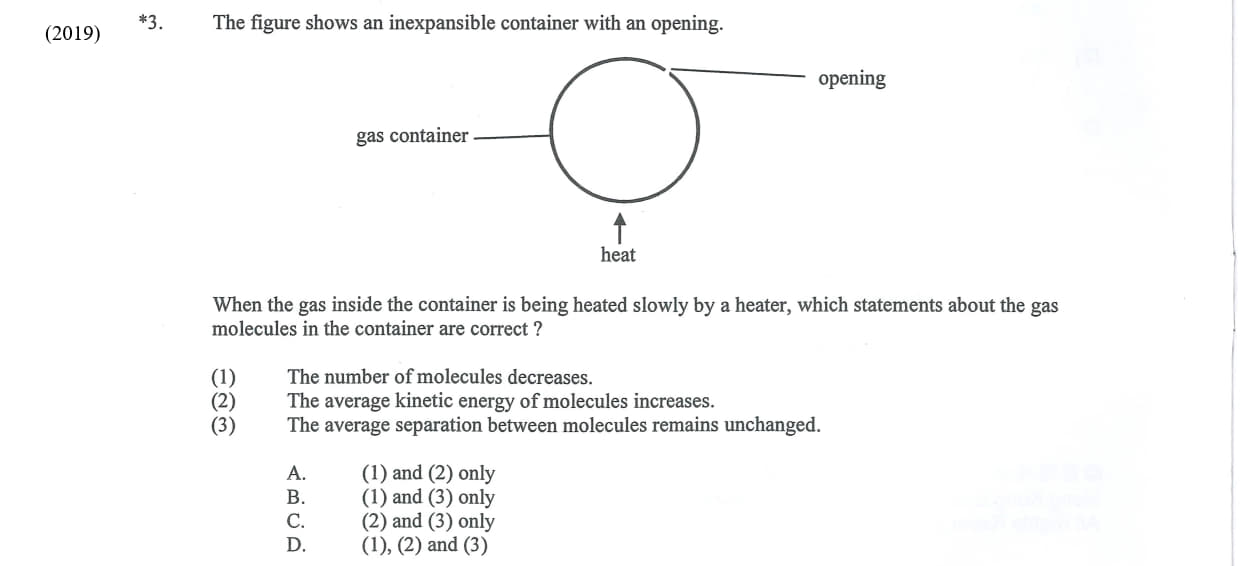 (2019)
*3. The figure shows an inexpansible container with an opening.
opening
gas container
heat
When the gas inside the container is being heated slowly by a heater, which statements about the gas
molecules in the container are correct ?
(1) The number of molecules decreases.
(2) The average kinetic energy of molecules increases.
(3) The average separation between molecules remains unchanged.
A. (1) and (2) only
B. (1) and (3) only
C. (2) and (3) only
D. (1), (2) and (3)